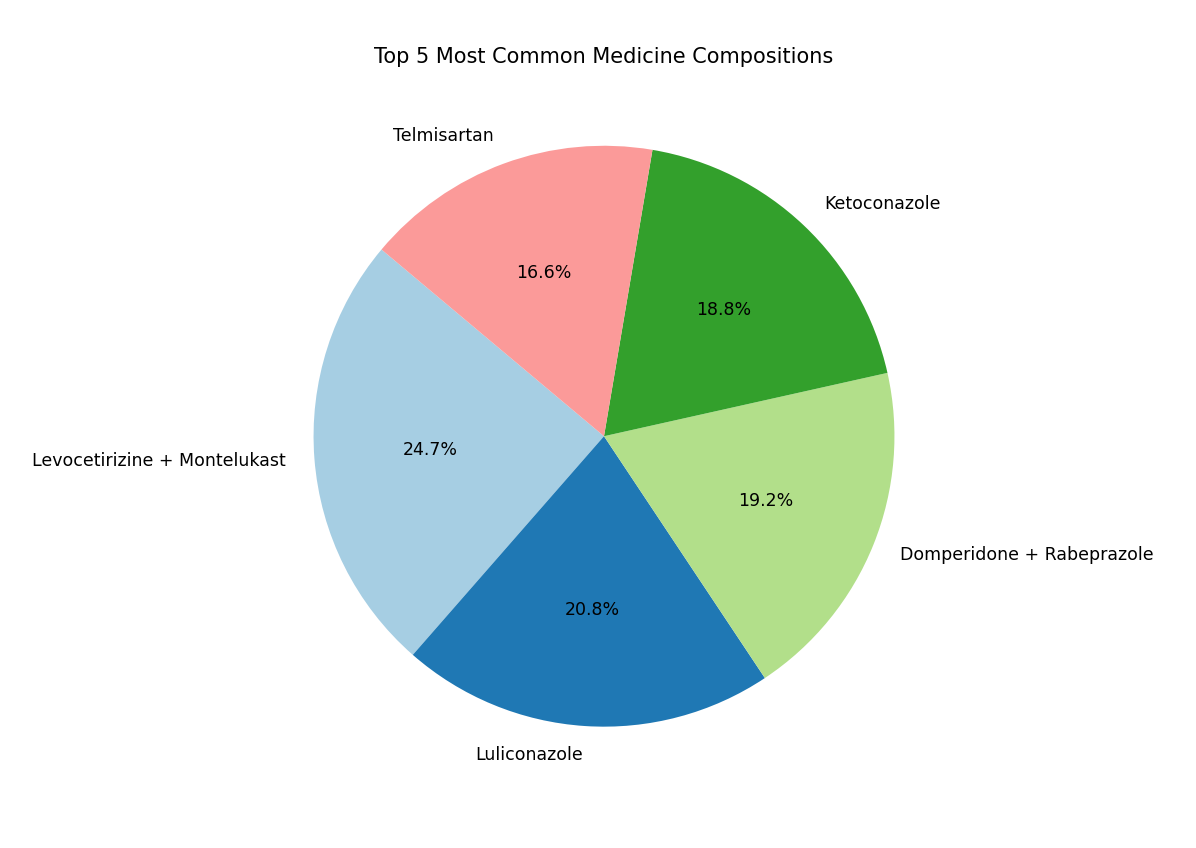 Top 5 Most Common Medicine Compositions
Telmisartan
Ketoconazole
16.6%
18.8%
Levocetirizine + Montelukast
24.7%
19.2%
Domperidone + Rabeprazole
20.8%
Luliconazole